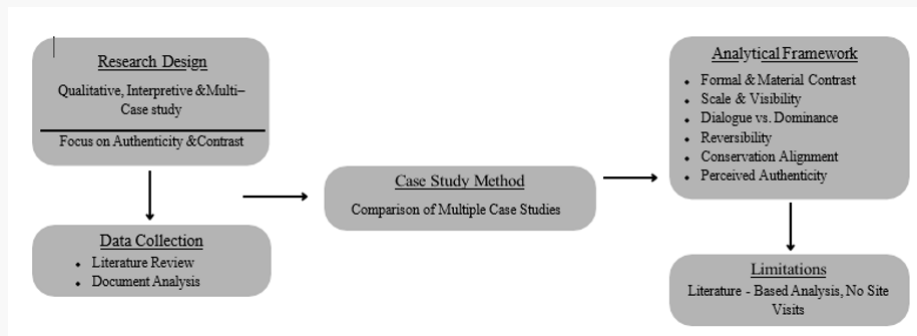 Research Design
Qualitative, Interpretive &Multi–
Case study
Focus on Authenticity &Contrast
Data Collection
• Literature Review
• Document Analysis
Case Study Method
Comparison of Multiple Case Studies
Analytical Framework
• Formal & Material Contrast
• Scale & Visibility
• Dialogue vs. Dominance
• Reversibility
• Conservation Alignment
• Perceived Authenticity
Limitations
Literature - Based Analysis, No Site
Visits